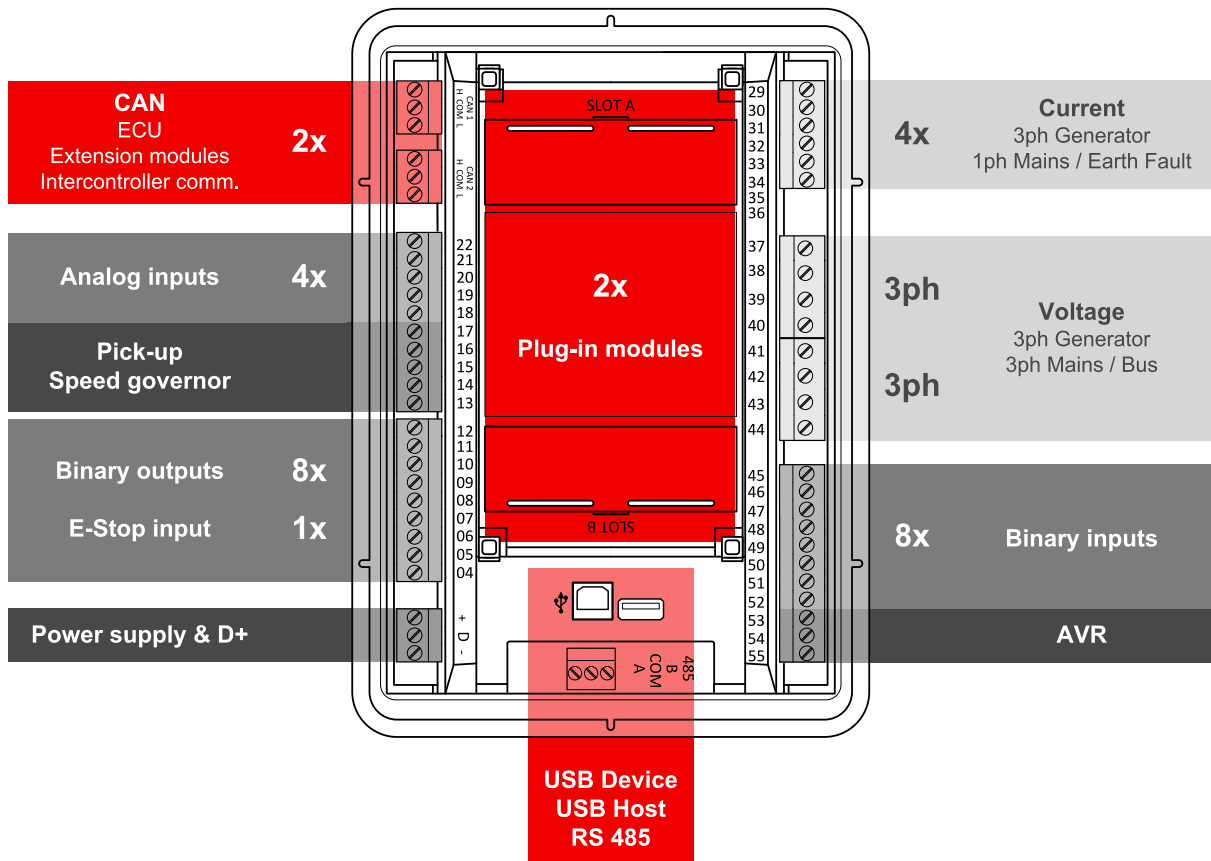 CAN
ECU
Extension modules
Intercontroller comm.
2x
Analog inputs
4x
Pick-up
Speed governor
Binary outputs
8x
E-Stop input
1x
Power supply & D+
CAN 1
H COM L
CAN 2
H COM L
22
21
20
19
18
17
16
15
14
13
12
11
10
09
08
07
06
05
04
+
D
-
SLOT A
2x
Plug-in modules
SLOT B
485
B
COM
A
USB Device
USB Host
RS 485
29
30
31
32
33
34
35
36
37
38
39
40
41
42
43
44
45
46
47
48
49
50
51
52
53
54
55
4x
Current
3ph Generator
1ph Mains / Earth Fault
3ph
3ph
Voltage
3ph Generator
3ph Mains / Bus
8x
Binary inputs
AVR